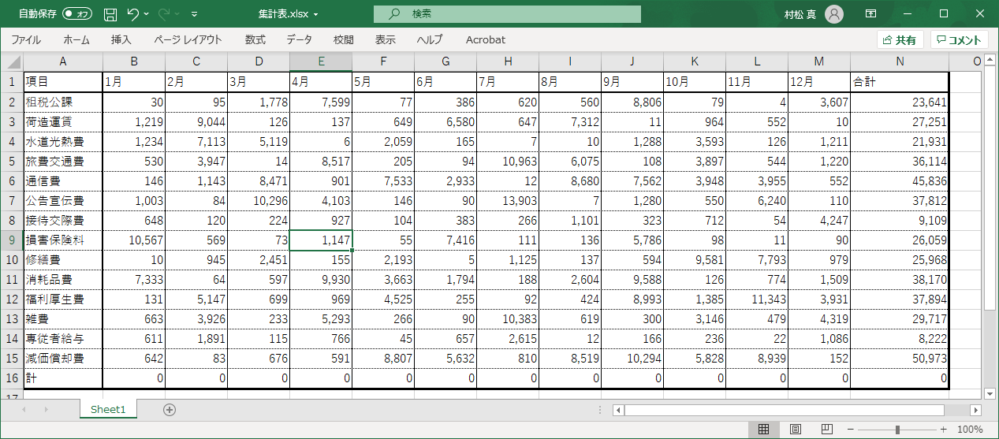 自動保存 オフ 集計表.xlsx 検索 村松 真
ファイル ホーム 挿入 ページ レイアウト 数式 データ 校閲 表示 ヘルプ Acrobat 共有 コメント
A B C D E F G H I J K L M N O
1 項目 1月 2月 3月 4月 5月 6月 7月 8月 9月 10月 11月 12月 合計
2 租税公課 30 95 1,778 7,599 77 386 620 560 8,806 79 4 3,607 23,641
3 荷造運賃 1,219 9,044 126 137 649 6,580 647 7,312 11 964 552 10 27,251
4 水道光熱費 1,234 7,113 5,119 6 2,059 165 7 10 1,288 3,593 126 1,211 21,931
5 旅費交通費 530 3,947 14 8,517 205 94 10,963 6,075 108 3,897 544 1,220 36,114
6 通信費 146 1,143 8,471 901 7,533 2,933 12 8,680 7,562 3,948 3,955 552 45,836
7 公告宣伝費 1,003 84 10,296 4,103 146 90 13,903 7 1,280 550 6,240 110 37,812
8 接待交際費 648 120 224 927 104 383 266 1,101 323 712 54 4,247 9,109
9 損害保険料 10,567 569 73 1,147 55 7,416 111 136 5,786 98 11 90 26,059
10 修繕費 10 945 2,451 155 2,193 5 1,125 137 594 9,581 7,793 979 25,968
11 消耗品費 7,333 64 597 9,930 3,663 1,794 188 2,604 9,588 126 774 1,509 38,170
12 福利厚生費 131 5,147 699 969 4,525 255 92 424 8,993 1,385 11,343 3,931 37,894
13 雑費 663 3,926 233 5,293 266 90 10,383 619 300 3,146 479 4,319 29,717
14 専従者給与 611 1,891 115 766 45 657 2,615 12 166 236 22 1,086 8,222
15 減価償却費 642 83 676 591 8,807 5,632 810 8,519 10,294 5,828 8,939 152 50,973
16 計 0 0 0 0 0 0 0 0 0 0 0 0 0
17
Sheet1
100%